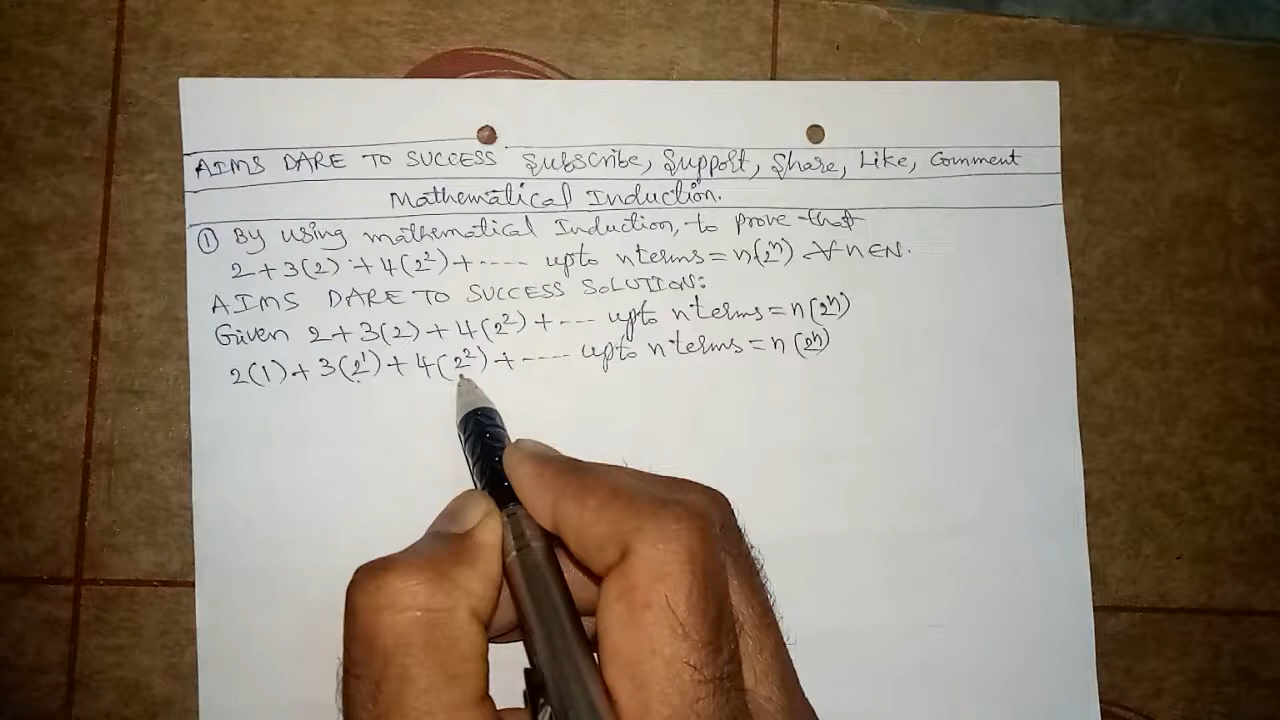 AIMS DARE TO SUCCESS Subscribe, Support, Share, Like, Comment
Mathematical Induction.
① By using mathematical Induction, to prove that
2+3(2)+4(2²)+---- upto n terms = n(2ⁿ) ∀ n∈N.
AIMS DARE TO SUCCESS SOLUTION:
Given 2+3(2)+4(2²)+--- upto n terms = n(2ⁿ)
2(1)+3(2¹)+4(2²)+---- upto n terms = n(2ⁿ)